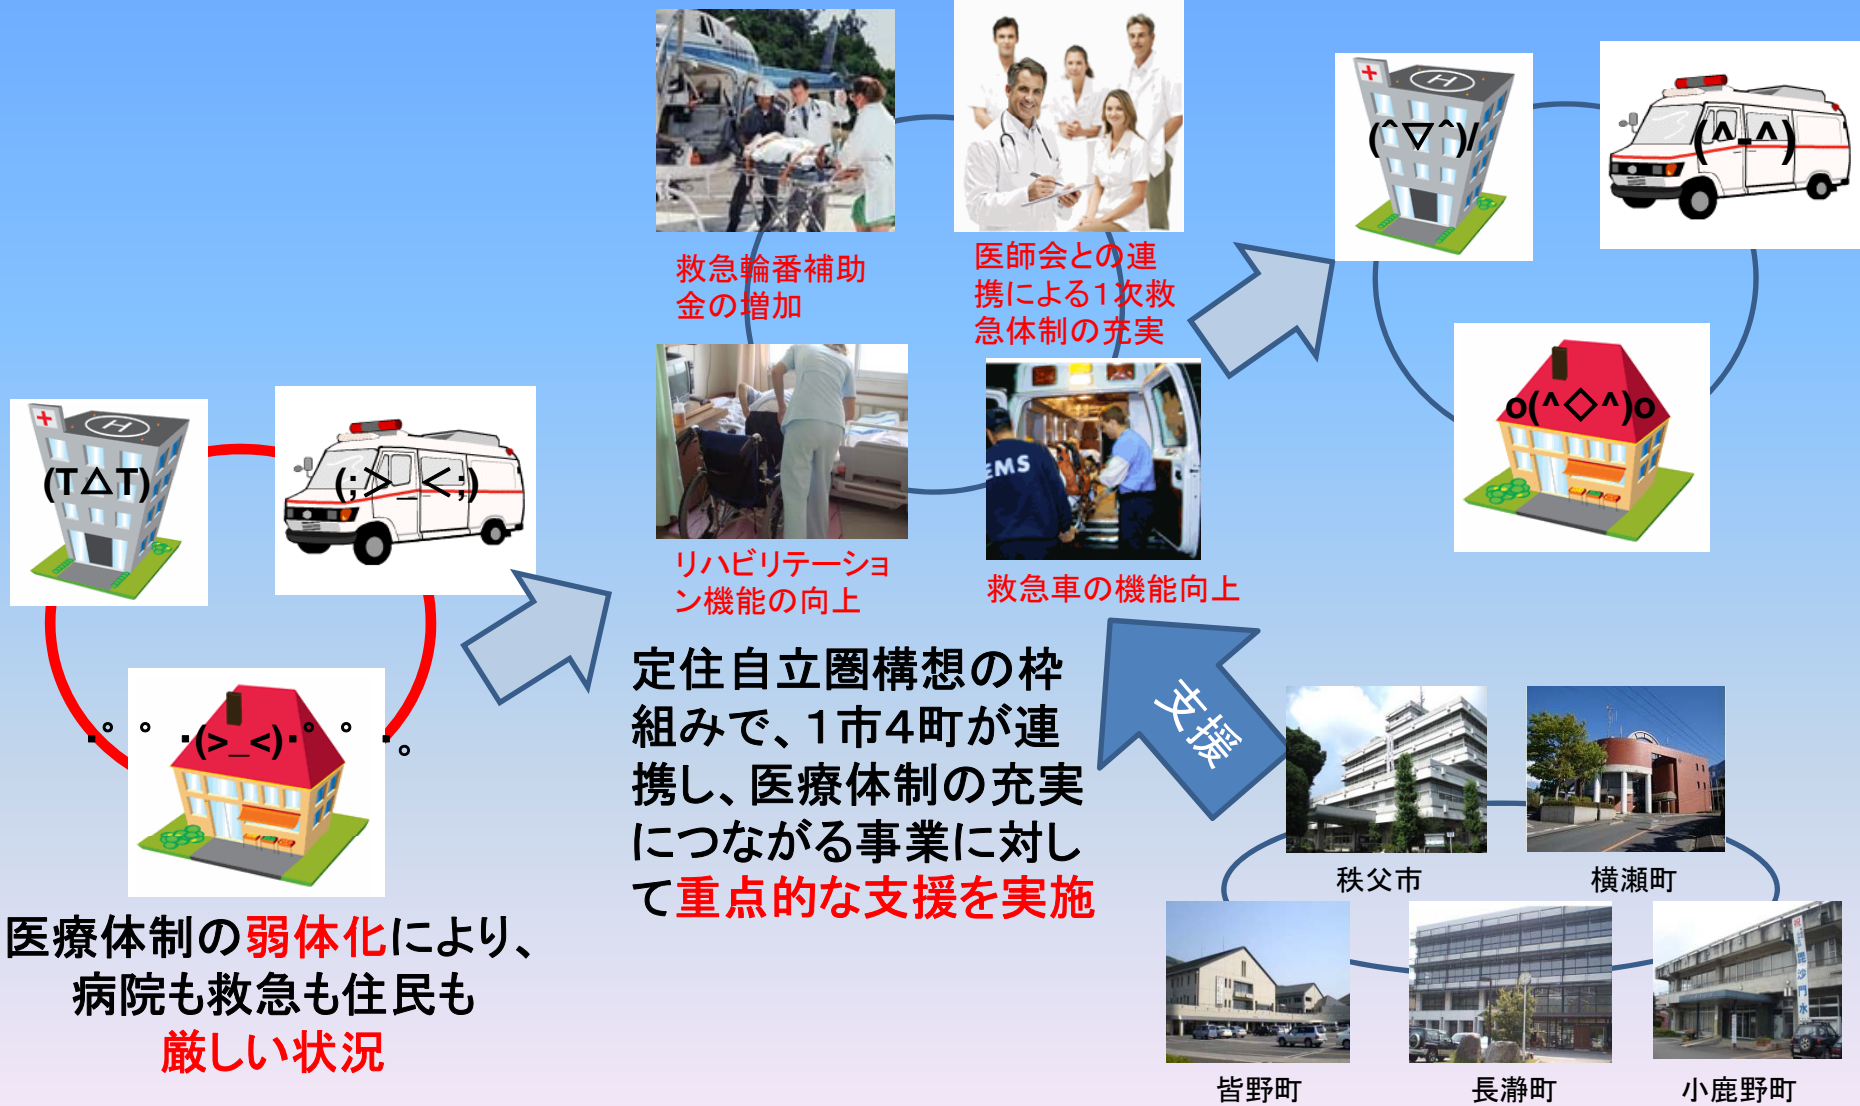 救急輪番補助
金の増加
医師会との連
携による1次救
急体制の充実
(^▽^)/
(^-^)
o(^◇^)o
リハビリテーショ
ン機能の向上
EMS
救急車の機能向上
(T△T)
(;>_<;)
・゜゜・(>_<)・゜゜・。
医療体制の弱体化により、
病院も救急も住民も
厳しい状況
定住自立圏構想の枠
組みで、1市4町が連
携し、医療体制の充実
につながる事業に対し
て重点的な支援を実施
支援
秩父市
横瀬町
皆野町
長瀞町
小鹿野町